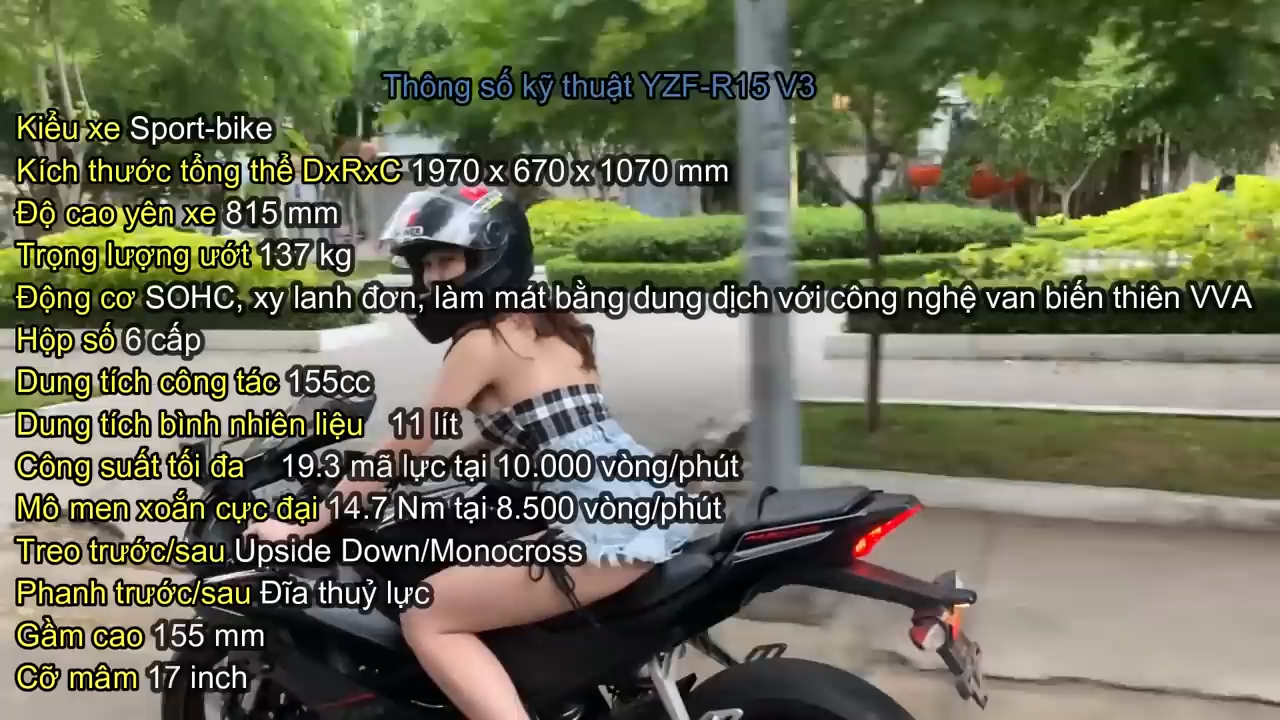 Thông số kỹ thuật YZF-R15 V3
Kiểu xe Sport-bike
Kích thước tổng thể DxRxC 1970 x 670 x 1070 mm
Độ cao yên xe 815 mm
Trọng lượng ướt 137 kg
Động cơ SOHC, xy lanh đơn, làm mát bằng dung dịch với công nghệ van biến thiên VVA
Hộp số 6 cấp
Dung tích công tác 155cc
Dung tích bình nhiên liệu 11 lít
Công suất tối đa 19.3 mã lực tại 10.000 vòng/phút
Mô men xoắn cực đại 14.7 Nm tại 8.500 vòng/phút
Treo trước/sau Upside Down/Monocross
Phanh trước/sau Đĩa thuỷ lực
Gầm cao 155 mm
Cỡ mâm 17 inch